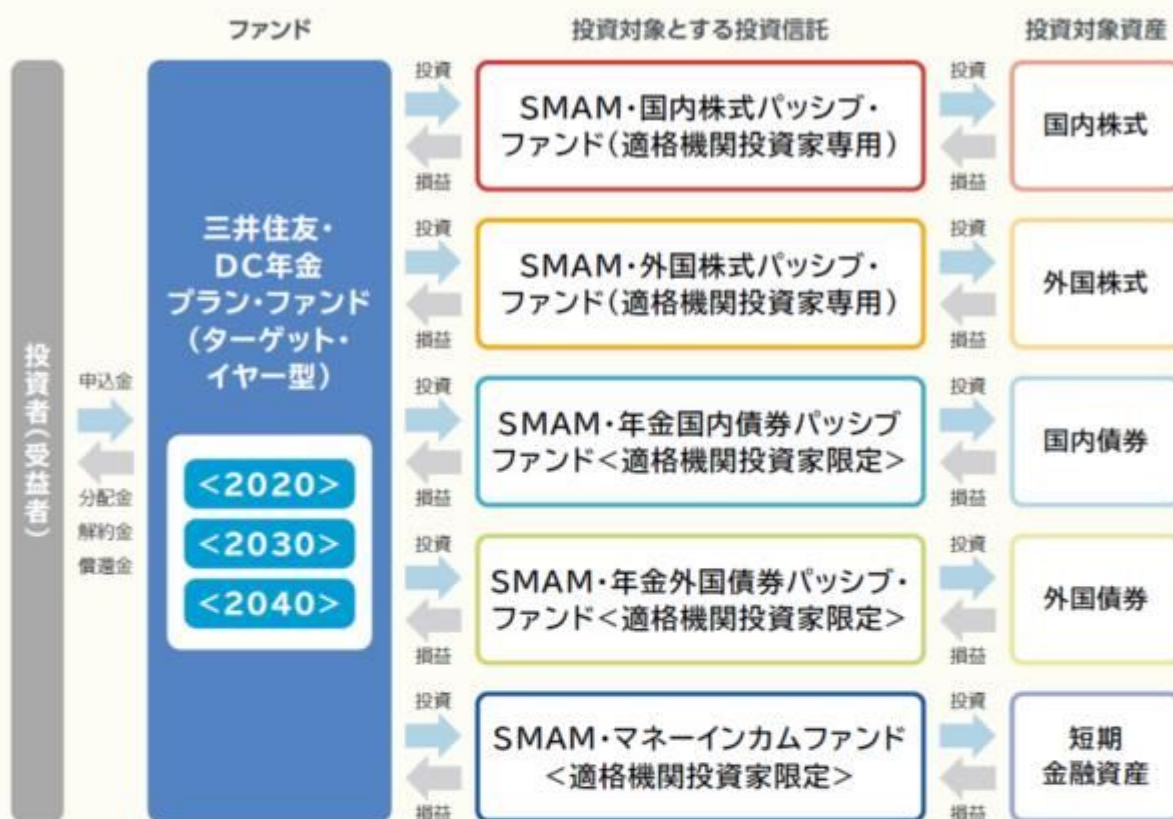 ファンド
投資対象とする投資信託
投資対象資産
投資者(受益者)
申込金
分配金
解約金
償還金
三井住友・
DC年金
プラン・ファンド
(ターゲット・
イヤー型)
<2020>
<2030>
<2040>
投資
損益
SMAM・国内株式パッシブ・
ファンド(適格機関投資家専用)
投資
損益
国内株式
投資
損益
SMAM・外国株式パッシブ・
ファンド(適格機関投資家専用)
投資
損益
外国株式
投資
損益
SMAM・年金国内債券パッシブ
ファンド<適格機関投資家限定>
投資
損益
国内債券
投資
損益
SMAM・年金外国債券パッシブ・
ファンド<適格機関投資家限定>
投資
損益
外国債券
投資
損益
SMAM・マネーインカムファンド
<適格機関投資家限定>
投資
損益
短期
金融資産